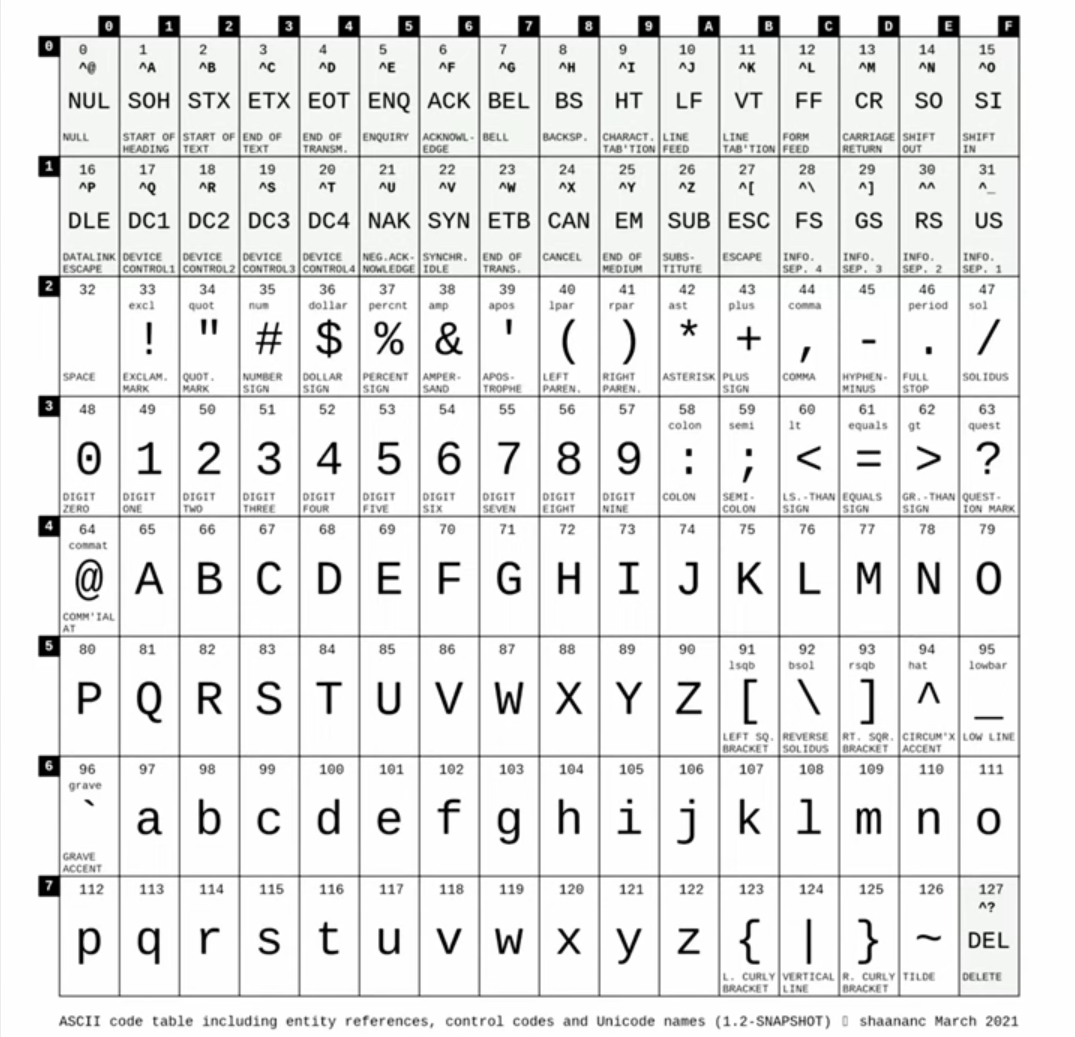 0 1 2 3 4 5 6 7 8 9 A B C D E F
0 0 1 2 3 4 5 6 7 8 9 10 11 12 13 14 15
^@ ^A ^B ^C ^D ^E ^F ^G ^H ^I ^J ^K ^L ^M ^N ^O
NUL SOH STX ETX EOT ENQ ACK BEL BS HT LF VT FF CR SO SI
NULL START OF START OF END OF END OF ENQUIRY ACKNOWL- BELL BACKSP. CHARACT. LINE LINE FORM CARRIAGE SHIFT SHIFT
HEADING TEXT TEXT TRANSM. EDGE TAB'TION FEED TAB'TION FEED RETURN OUT IN
1 16 17 18 19 20 21 22 23 24 25 26 27 28 29 30 31
^P ^Q ^R ^S ^T ^U ^V ^W ^X ^Y ^Z ^[ ^\ ^] ^^ ^_
DLE DC1 DC2 DC3 DC4 NAK SYN ETB CAN EM SUB ESC FS GS RS US
DATALINK DEVICE DEVICE DEVICE DEVICE NEG.ACK- SYNCHR. END OF CANCEL END OF SUBS- ESCAPE INFO. INFO. INFO. INFO.
ESCAPE CONTROL1 CONTROL2 CONTROL3 CONTROL4 NOWLEDGE IDLE TRANS. MEDIUM TITUTE SEP. 4 SEP. 3 SEP. 2 SEP. 1
2 32 33 34 35 36 37 38 39 40 41 42 43 44 45 46 47
excl quot num dollar percnt amp apos lpar rpar ast plus comma period sol
! " # $ % & ' ( ) * + , - . /
SPACE EXCLAM. QUOT. NUMBER DOLLAR PERCENT AMPER- APOS- LEFT RIGHT ASTERISK PLUS COMMA HYPHEN- FULL SOLIDUS
MARK MARK SIGN SIGN SIGN SAND TROPHE PAREN. PAREN. SIGN MINUS STOP
3 48 49 50 51 52 53 54 55 56 57 58 59 60 61 62 63
colon semi lt equals gt quest
0 1 2 3 4 5 6 7 8 9 : ; < = > ?
DIGIT DIGIT DIGIT DIGIT DIGIT DIGIT DIGIT DIGIT DIGIT DIGIT COLON SEMI- LS.-THAN EQUALS GR.-THAN QUEST-
ZERO ONE TWO THREE FOUR FIVE SIX SEVEN EIGHT NINE COLON SIGN SIGN SIGN ION MARK
4 64 65 66 67 68 69 70 71 72 73 74 75 76 77 78 79
commat
@ A B C D E F G H I J K L M N O
COMM'IAL
AT
5 80 81 82 83 84 85 86 87 88 89 90 91 92 93 94 95
lsqb bsol rsqb hat lowbar
P Q R S T U V W X Y Z [ \ ] ^ _
LEFT SQ. REVERSE RT. SQR. CIRCUM'X LOW LINE
BRACKET SOLIDUS BRACKET ACCENT
6 96 97 98 99 100 101 102 103 104 105 106 107 108 109 110 111
grave
` a b c d e f g h i j k l m n o
GRAVE
ACCENT
7 112 113 114 115 116 117 118 119 120 121 122 123 124 125 126 127
^?
p q r s t u v w x y z { | } ~ DEL
L. CURLY VERTICAL R. CURLY TILDE DELETE
BRACKET LINE BRACKET
ASCII code table including entity references, control codes and Unicode names (1.2-SNAPSHOT) ▯ shaananc March 2021